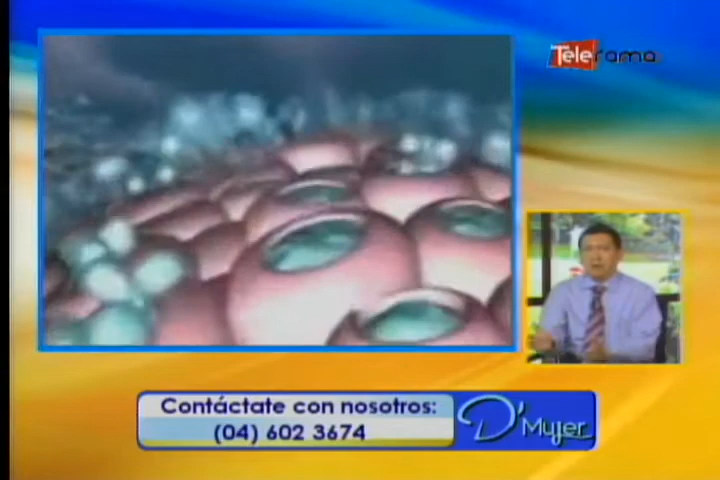 Telerama
Contáctate con nosotros:
(04) 602 3674
D'Mujer